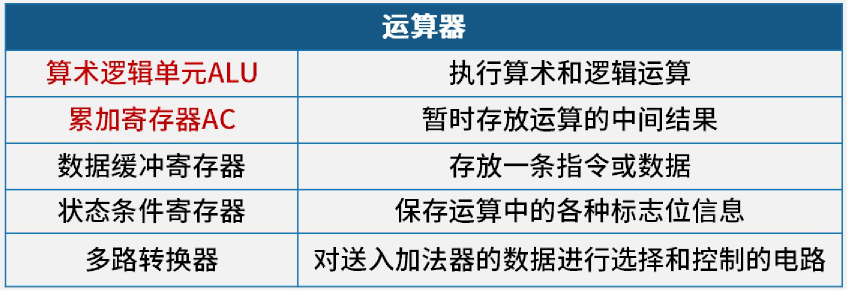 运算器
算术逻辑单元ALU 执行算术和逻辑运算
累加寄存器AC 暂时存放运算的中间结果
数据缓冲寄存器 存放一条指令或数据
状态条件寄存器 保存运算中的各种标志位信息
多路转换器 对送入加法器的数据进行选择和控制的电路